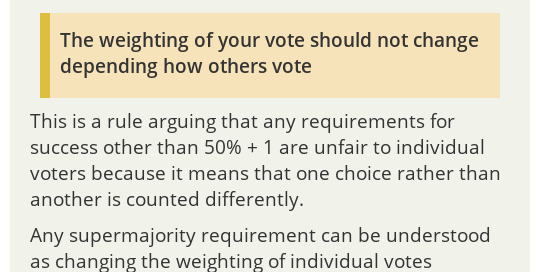 The weighting of your vote should not change
depending how others vote
This is a rule arguing that any requirements for
success other than 50% + 1 are unfair to individual
voters because it means that one choice rather than
another is counted differently.
Any supermajority requirement can be understood
as changing the weighting of individual votes